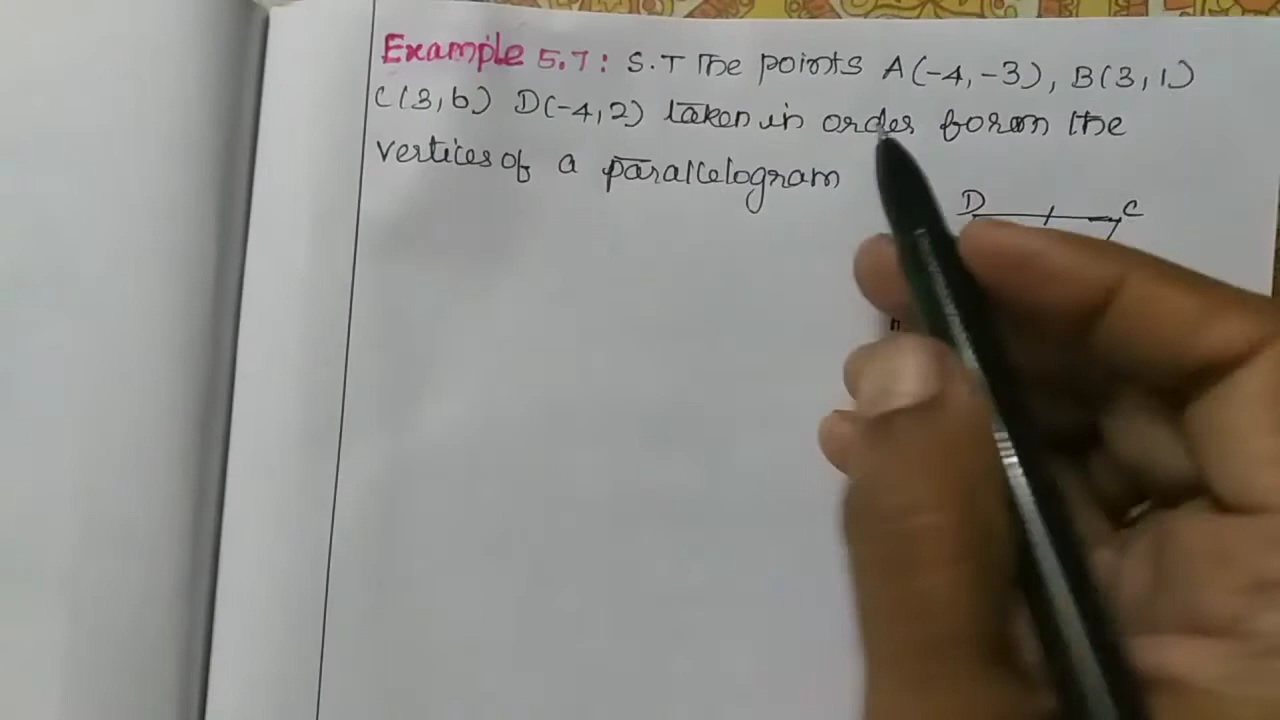 Example 5.7: S.T The points A(-4,-3), B(3,1)
C(3,6) D(-4,2) taken in order form the
vertices of a parallelogram
D C